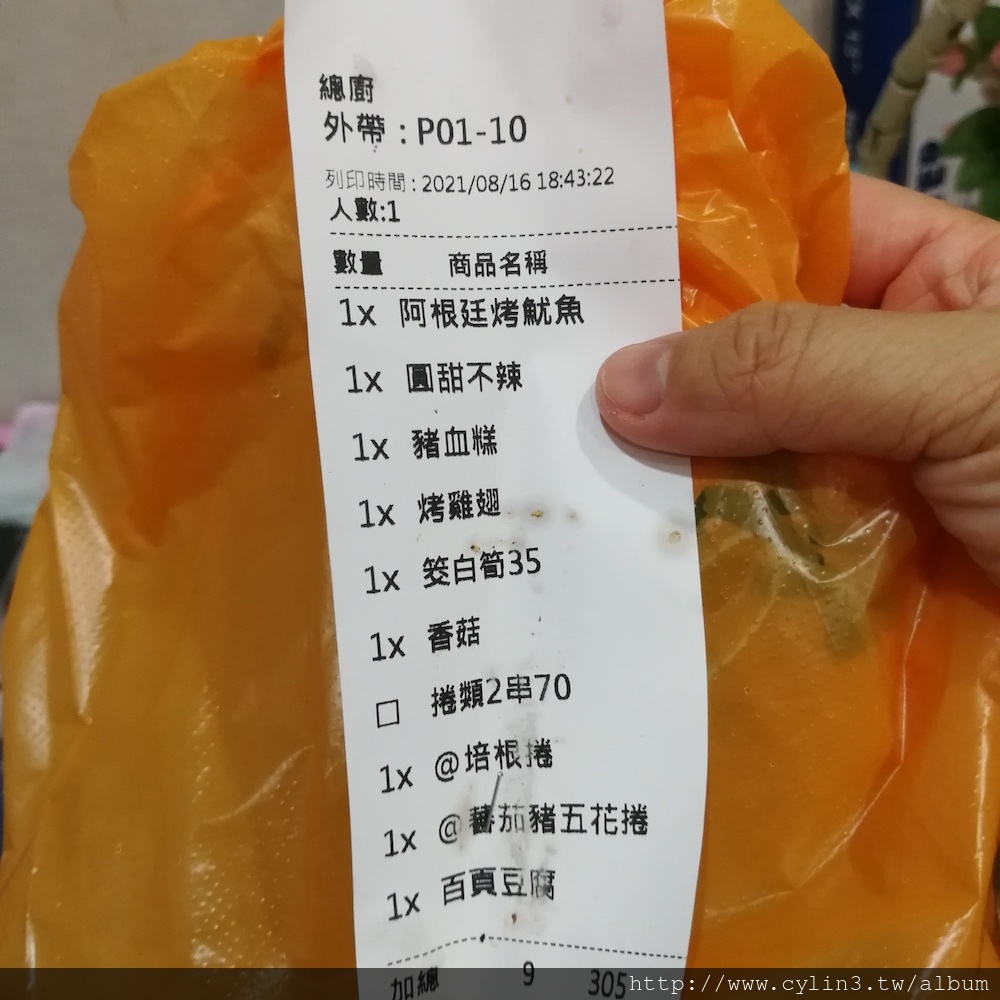 總廚
外帶：P01-10
列印時間：2021/08/16 18:43:22
人數:1
數量 商品名稱
1x 阿根廷烤魷魚
1x 圓甜不辣
1x 豬血糕
1x 烤雞翅
1x 筊白筍35
1x 香菇
□ 捲類2串70
1x @培根捲
1x @蕃茄豬五花捲
1x 百頁豆腐
加總 9 305
http://www.cylin3.tw/album